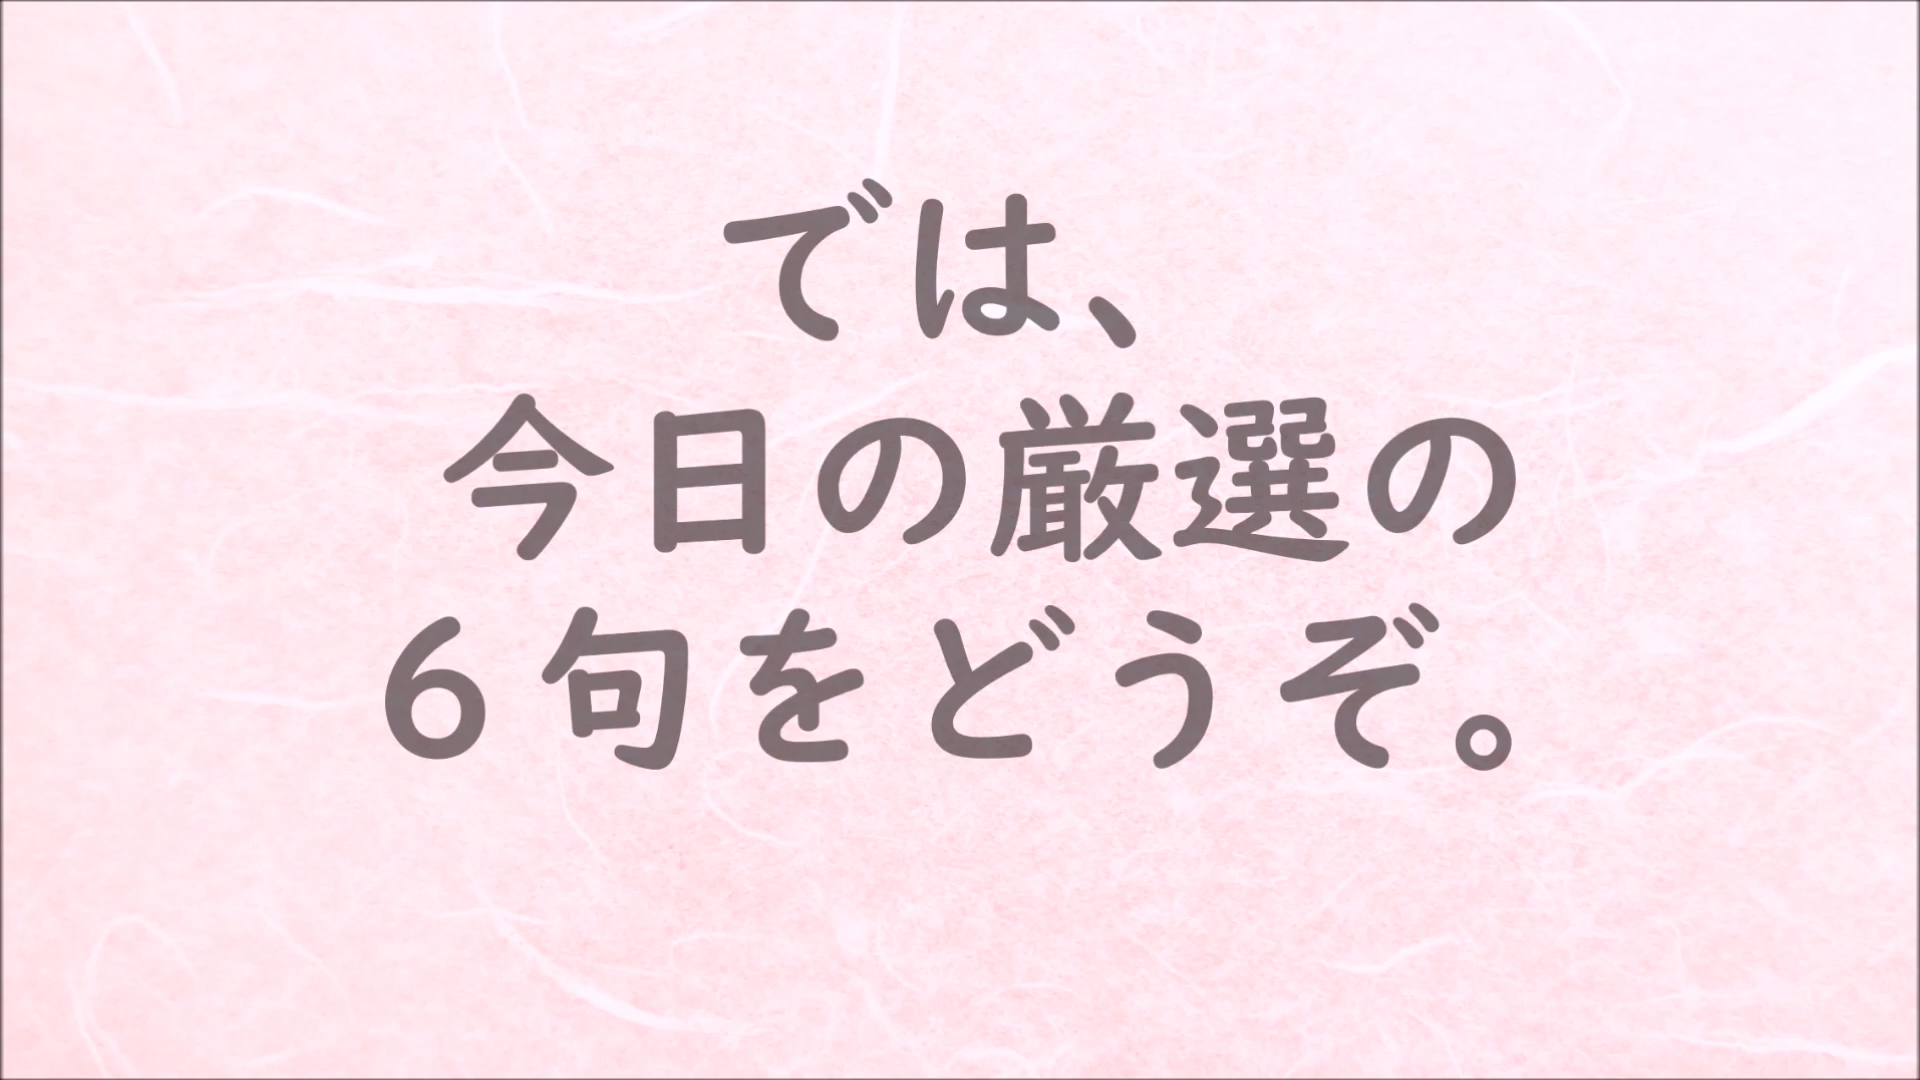 では、
今日の厳選の
６句をどうぞ。